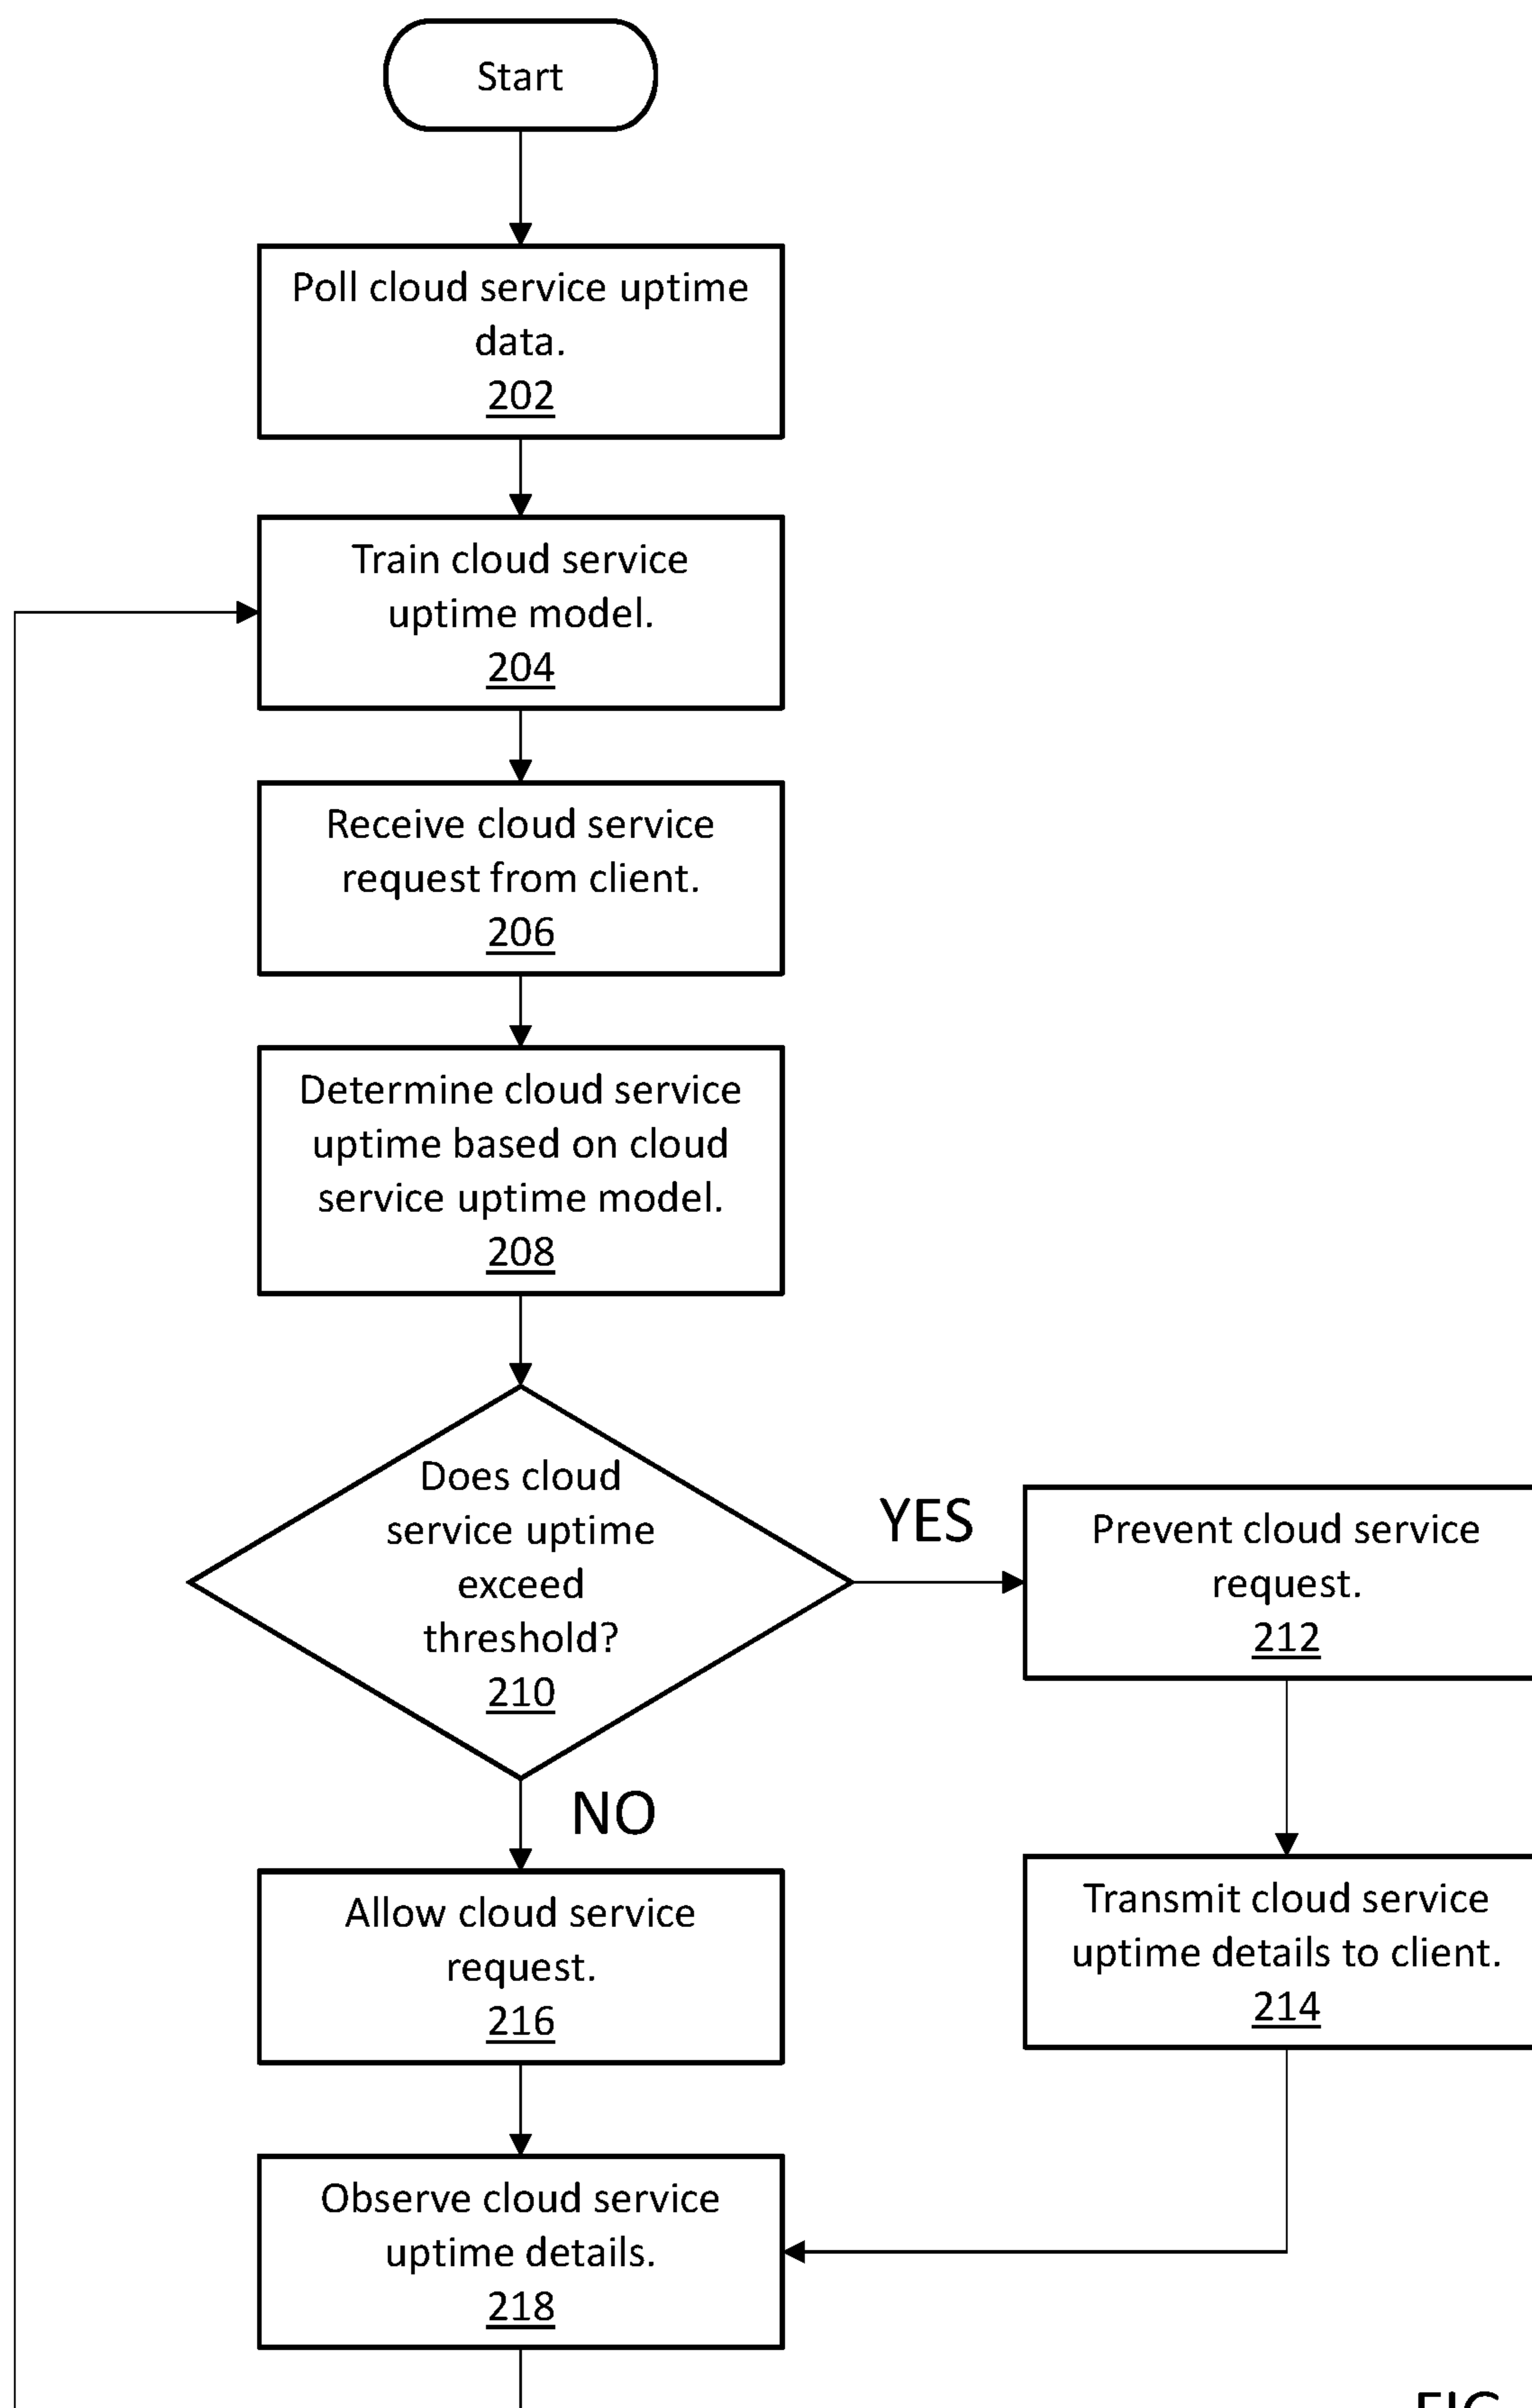 Start
Poll cloud service uptime
data.
202
Train cloud service
uptime model.
204
Receive cloud service
request from client.
206
Determine cloud service
uptime based on cloud
service uptime model.
208
Does cloud
service uptime
exceed
threshold?
210
YES
Prevent cloud service
request.
212
Transmit cloud service
uptime details to client.
214
NO
Allow cloud service
request.
216
Observe cloud service
uptime details.
218
FIG